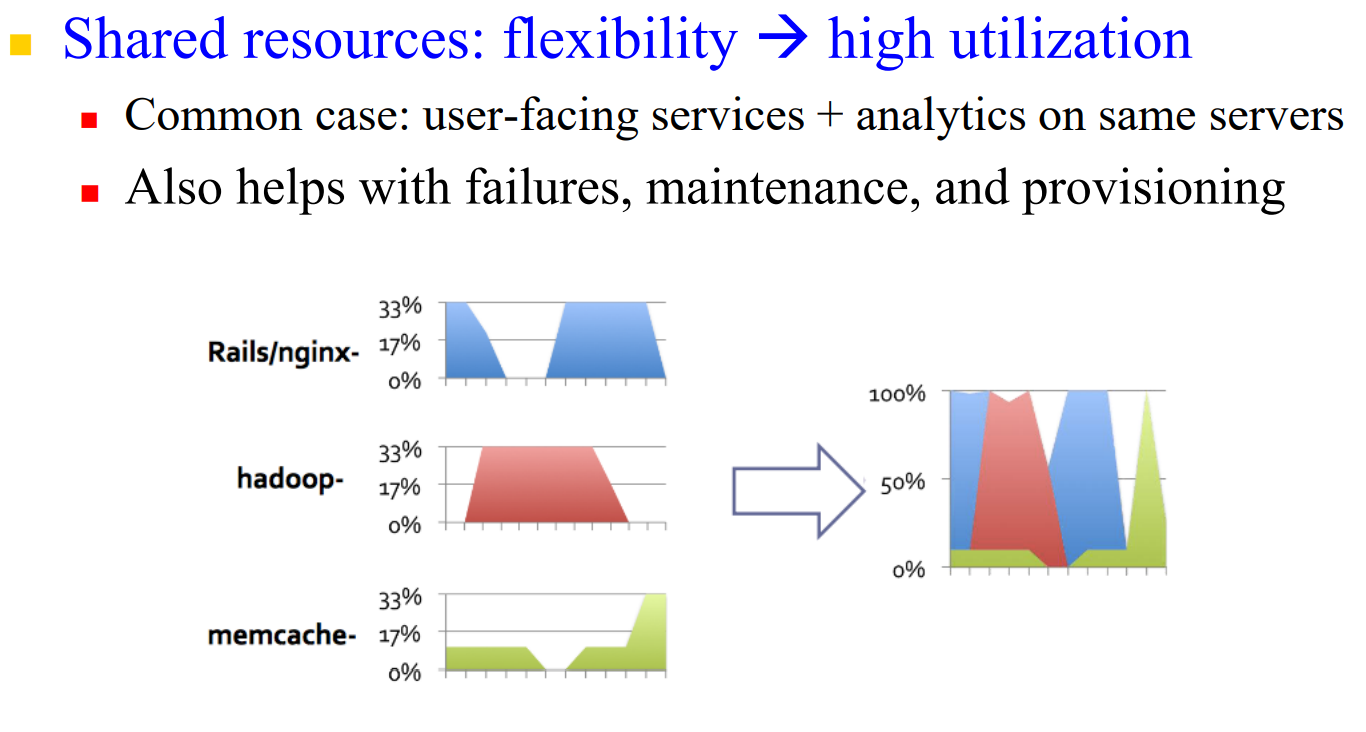 Shared resources: flexibility → high utilization
Common case: user-facing services + analytics on same servers
Also helps with failures, maintenance, and provisioning
Rails/nginx-
33%
17%
0%
hadoop-
33%
17%
0%
memcache-
33%
17%
0%
100%
50%
0%